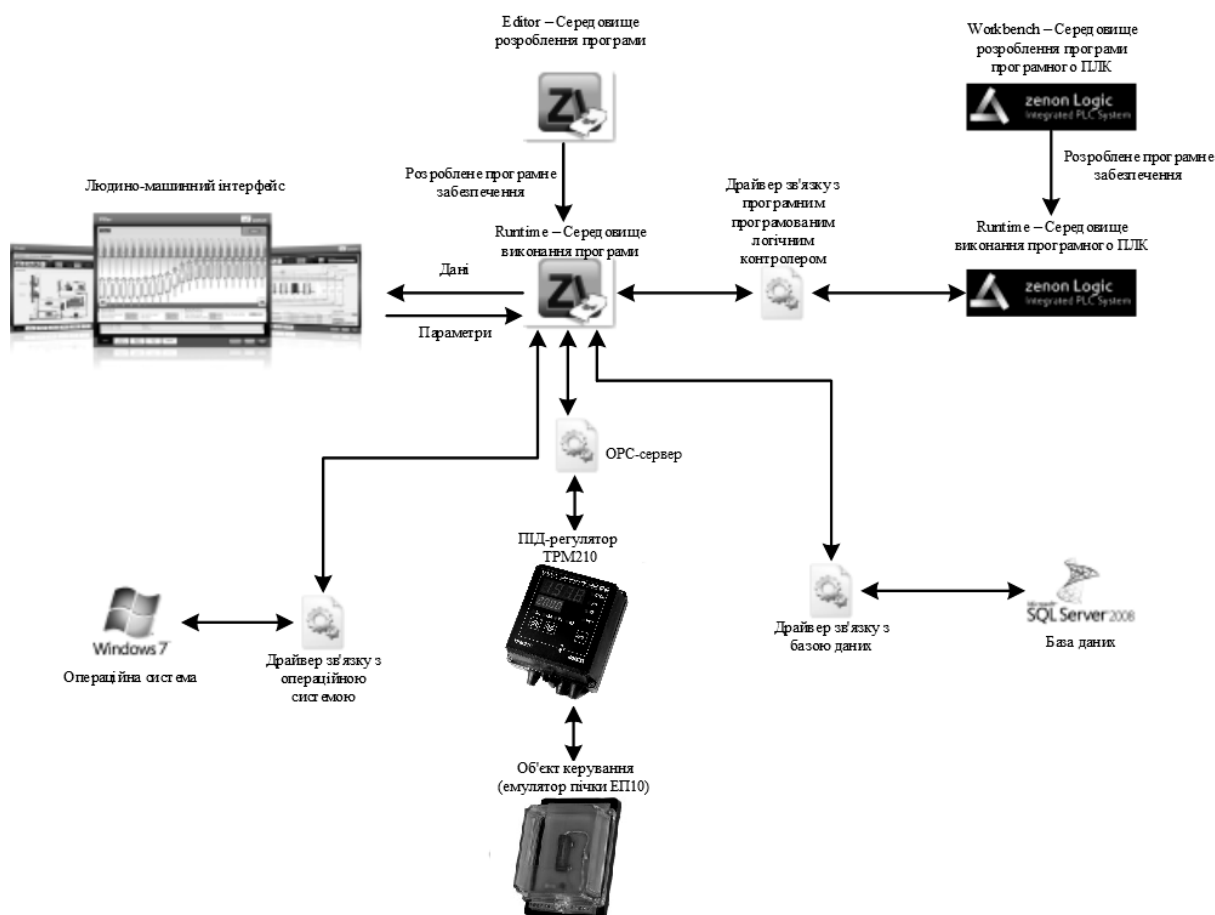 Editor – Середовище
розроблення програми
Workbench – Середовище
розроблення програми
програмного ПЛК
zenon Logic
Integrated PLC System
Розроблене програмне
забезпечення
Розроблене програмне
забезпечення
Людино-машинний інтерфейс
Драйвер зв'язку з
програмним
програмованим
логічним
контролером
Runtime – Середовище
виконання програми
Runtime – Середовище
виконання програмного ПЛК
zenon Logic
Integrated PLC System
Дані
Параметри
OPC-сервер
ПІД-регулятор
ТРМ210
Windows 7
Операційна система
Драйвер зв'язку з
операційною
системою
Драйвер зв'язку з
базою даних
Microsoft
SQL Server 2008
База даних
Об'єкт керування
(емулятор пічки ЕП10)